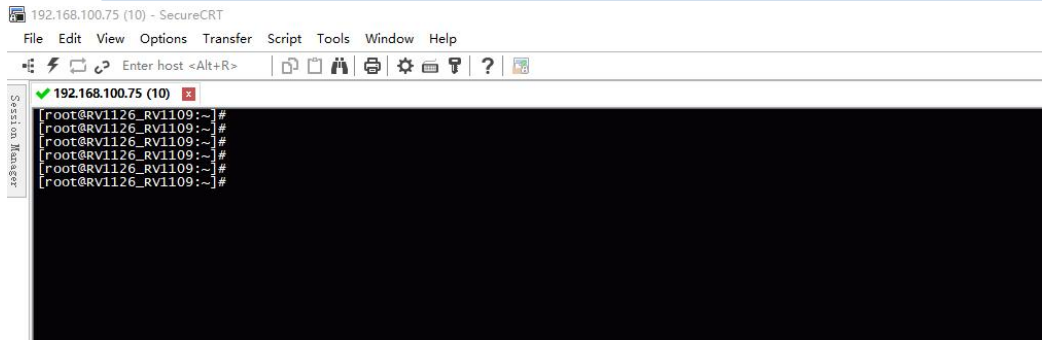 192.168.100.75 (10) - SecureCRT
File Edit View Options Transfer Script Tools Window Help
Enter host <Alt+R>
192.168.100.75 (10)
Session Manager
[root@RV1126_RV1109:~]#
[root@RV1126_RV1109:~]#
[root@RV1126_RV1109:~]#
[root@RV1126_RV1109:~]#
[root@RV1126_RV1109:~]#
[root@RV1126_RV1109:~]#